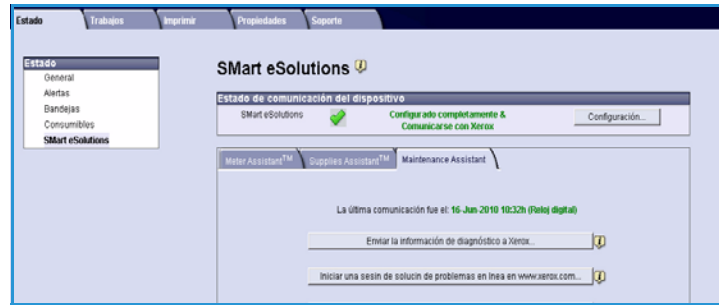 Estado
Trabajos
Imprimir
Propiedades
Soporte
Estado
General
Alertas
Bandejas
Consumibles
SMart eSolutions
SMart eSolutions
Estado de comunicación del dispositivo
SMart eSolutions
Configurado completamente &
Comunicarse con Xerox
Configuración...
Meter Assistant™
Supplies Assistant™
Maintenance Assistant
La última comunicación fue el: 16-Jun-2010 10:32h (Reloj digital)
Enviar la información de diagnóstico a Xerox...
Iniciar una sesin de solucin de problemas en lnea en www.xerox.com...